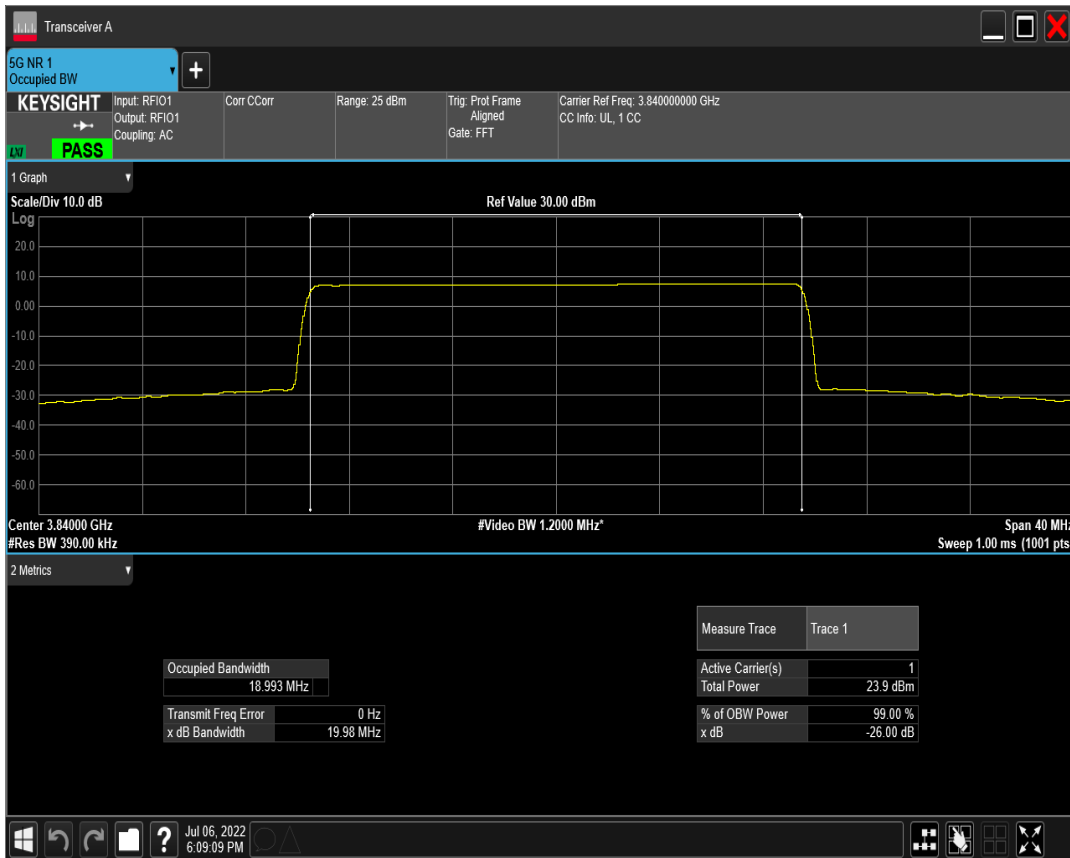 Transceiver A
5G NR 1
Occupied BW
+
KEYSIGHT
LXI
PASS
Input: RFIO1
Output: RFIO1
Coupling: AC
Corr CCorr
Range: 25 dBm
Trig: Prot Frame
Aligned
Gate: FFT
Carrier Ref Freq: 3.840000000 GHz
CC Info: UL, 1 CC
1 Graph
Scale/Div 10.0 dB
Ref Value 30.00 dBm
Log
20.0
10.0
0.00
-10.0
-20.0
-30.0
-40.0
-50.0
-60.0
Center 3.84000 GHz
#Video BW 1.2000 MHz*
Span 40 MHz
#Res BW 390.00 kHz
Sweep 1.00 ms (1001 pts
2 Metrics
Measure Trace Trace 1
Occupied Bandwidth
18.993 MHz
Active Carrier(s) 1
Total Power 23.9 dBm
Transmit Freq Error 0 Hz
x dB Bandwidth 19.98 MHz
% of OBW Power 99.00 %
x dB -26.00 dB
?
Jul 06, 2022
6:09:09 PM